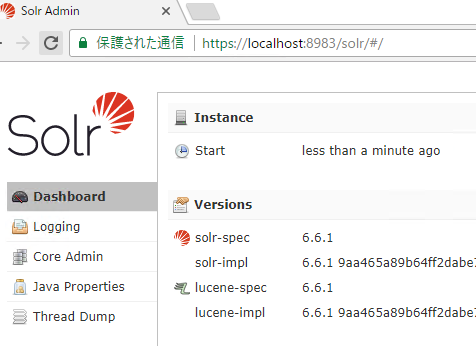 Solr Admin
保護された通信 https://localhost:8983/solr/#/
Solr
Dashboard
Logging
Core Admin
Java Properties
Thread Dump
Instance
Start less than a minute ago
Versions
solr-spec 6.6.1
solr-impl 6.6.1 9aa465a89b64ff2dabe
lucene-spec 6.6.1
lucene-impl 6.6.1 9aa465a89b64ff2dabe